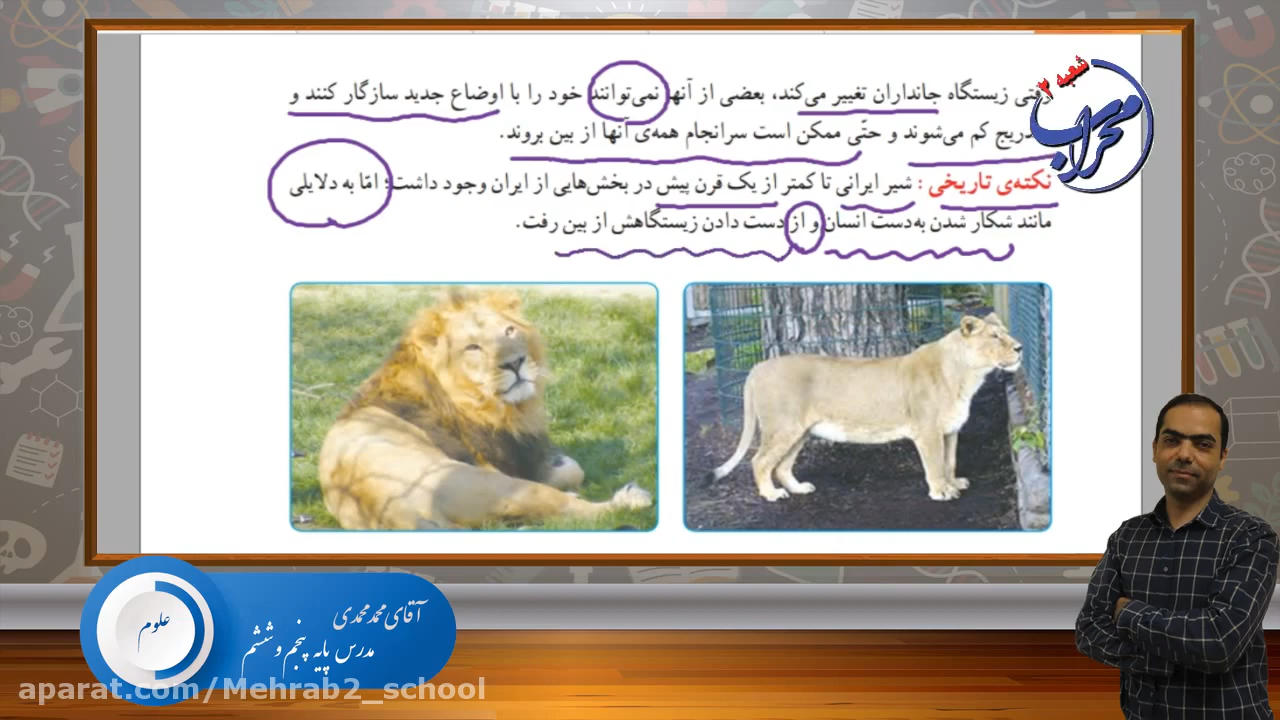 وقتی زیستگاه جانداران تغییر می‌کند، بعضی از آنها نمی‌توانند خود را با اوضاع جدید سازگار کنند و
تدریج کم می‌شوند و حتّی ممکن است سرانجام همه‌ی آنها از بین بروند.
نکته‌ی تاریخی : شیر ایرانی تا کمتر از یک قرن پیش در بخش‌هایی از ایران وجود داشت؛ امّا به دلایلی
مانند شکار شدن به‌دست انسان و از دست دادن زیستگاهش از بین رفت.
شعبه ۲
محراب
علوم
آقای محمدمحمدی
مدرس پایه پنجم و ششم
aparat.com/Mehrab2_school